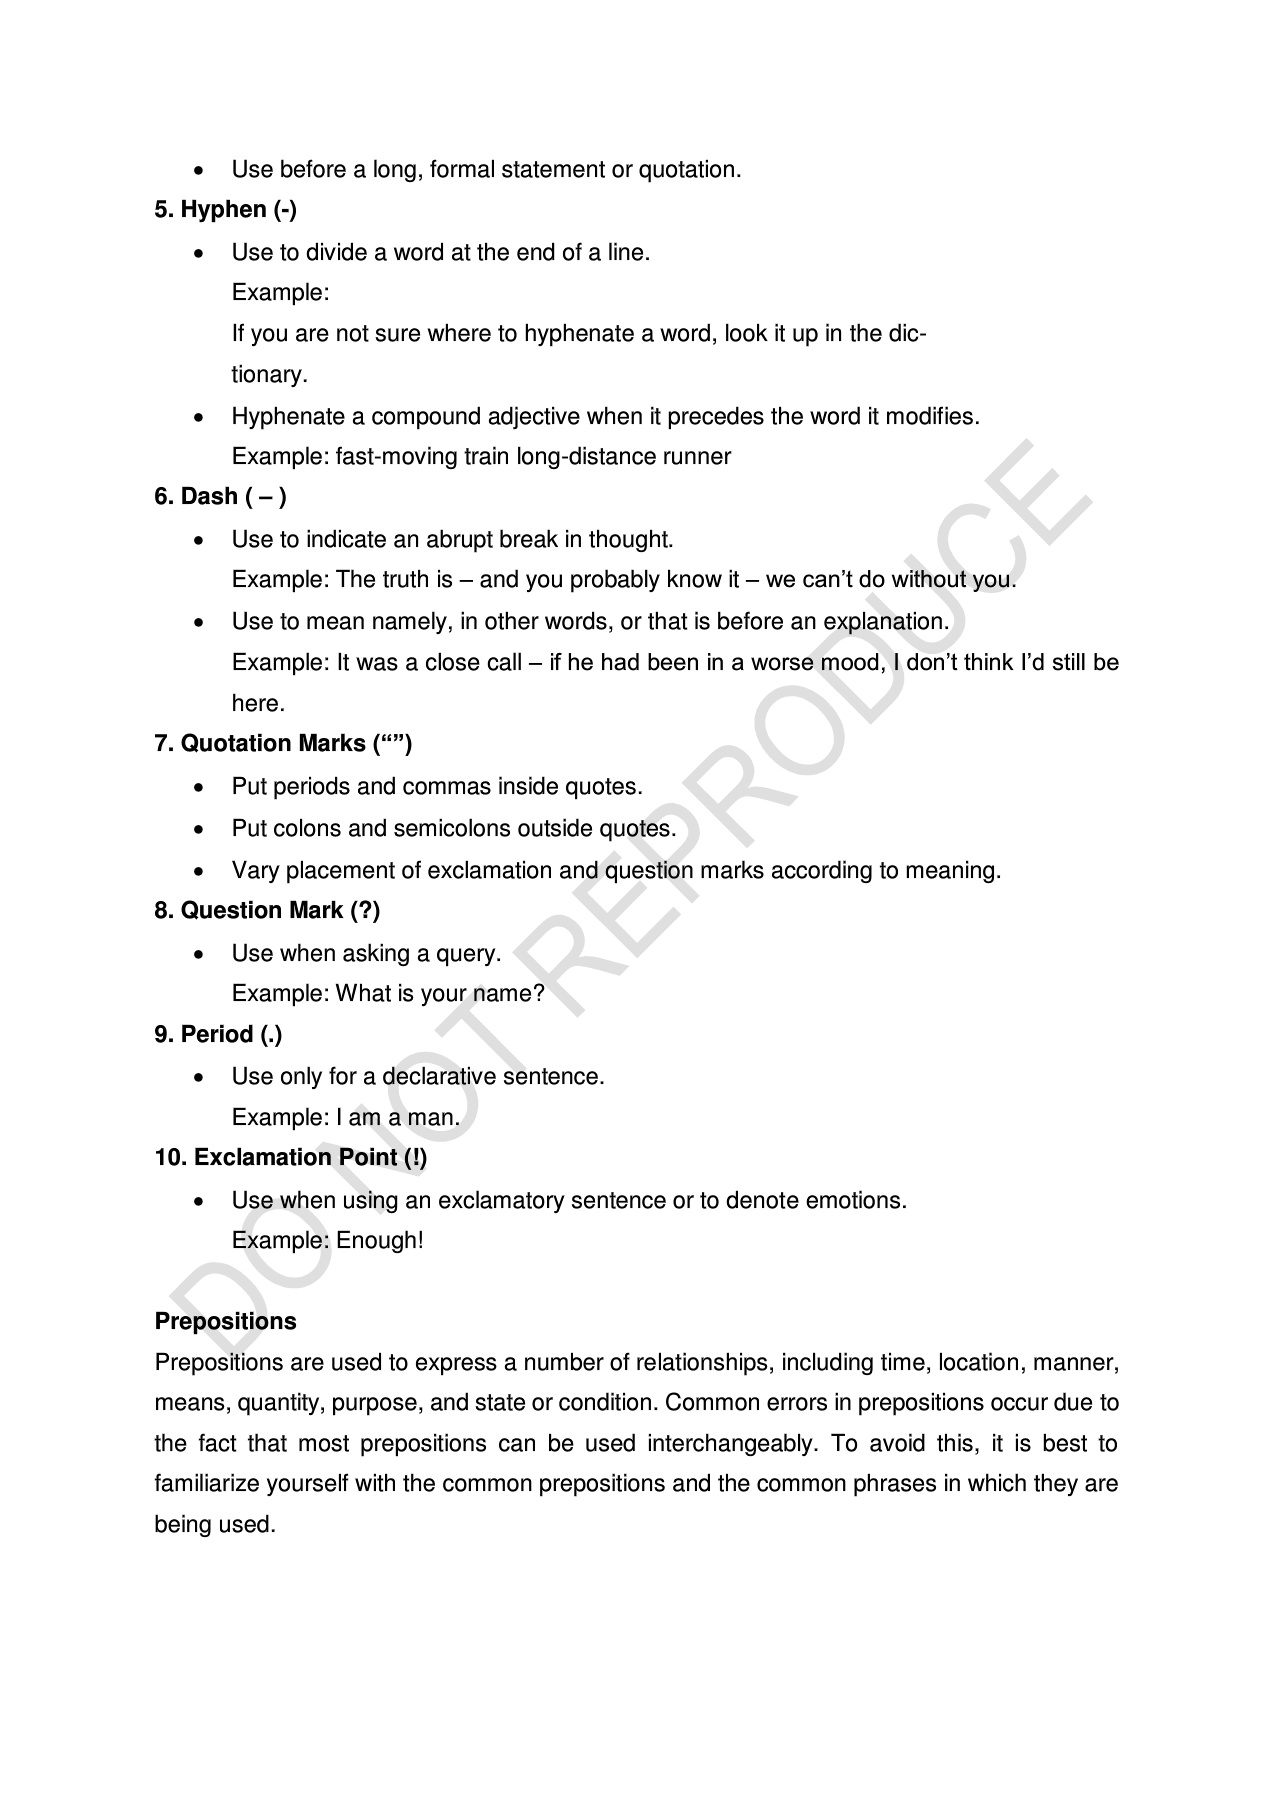 • Use before a long, formal statement or quotation.
5. Hyphen (-)
• Use to divide a word at the end of a line.
Example:
If you are not sure where to hyphenate a word, look it up in the dic-
tionary.
• Hyphenate a compound adjective when it precedes the word it modifies.
Example: fast-moving train long-distance runner
6. Dash ( – )
• Use to indicate an abrupt break in thought.
Example: The truth is – and you probably know it – we can’t do without you.
• Use to mean namely, in other words, or that is before an explanation.
Example: It was a close call – if he had been in a worse mood, I don’t think I’d still be
here.
7. Quotation Marks (“”)
• Put periods and commas inside quotes.
• Put colons and semicolons outside quotes.
• Vary placement of exclamation and question marks according to meaning.
8. Question Mark (?)
• Use when asking a query.
Example: What is your name?
9. Period (.)
• Use only for a declarative sentence.
Example: I am a man.
10. Exclamation Point (!)
• Use when using an exclamatory sentence or to denote emotions.
Example: Enough!
Prepositions
Prepositions are used to express a number of relationships, including time, location, manner,
means, quantity, purpose, and state or condition. Common errors in prepositions occur due to
the fact that most prepositions can be used interchangeably. To avoid this, it is best to
familiarize yourself with the common prepositions and the common phrases in which they are
being used.
DO NOT REPRODUCE